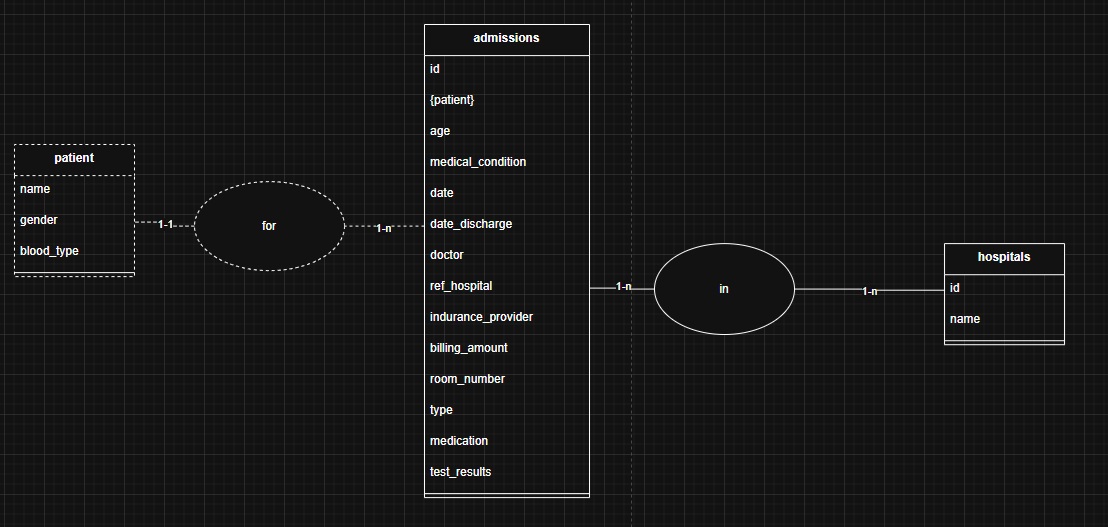 patient
name
gender
blood_type
1-1
for
1-n
admissions
id
{patient}
age
medical_condition
date
date_discharge
doctor
ref_hospital
indurance_provider
billing_amount
room_number
type
medication
test_results
1-n
in
1-n
hospitals
id
name